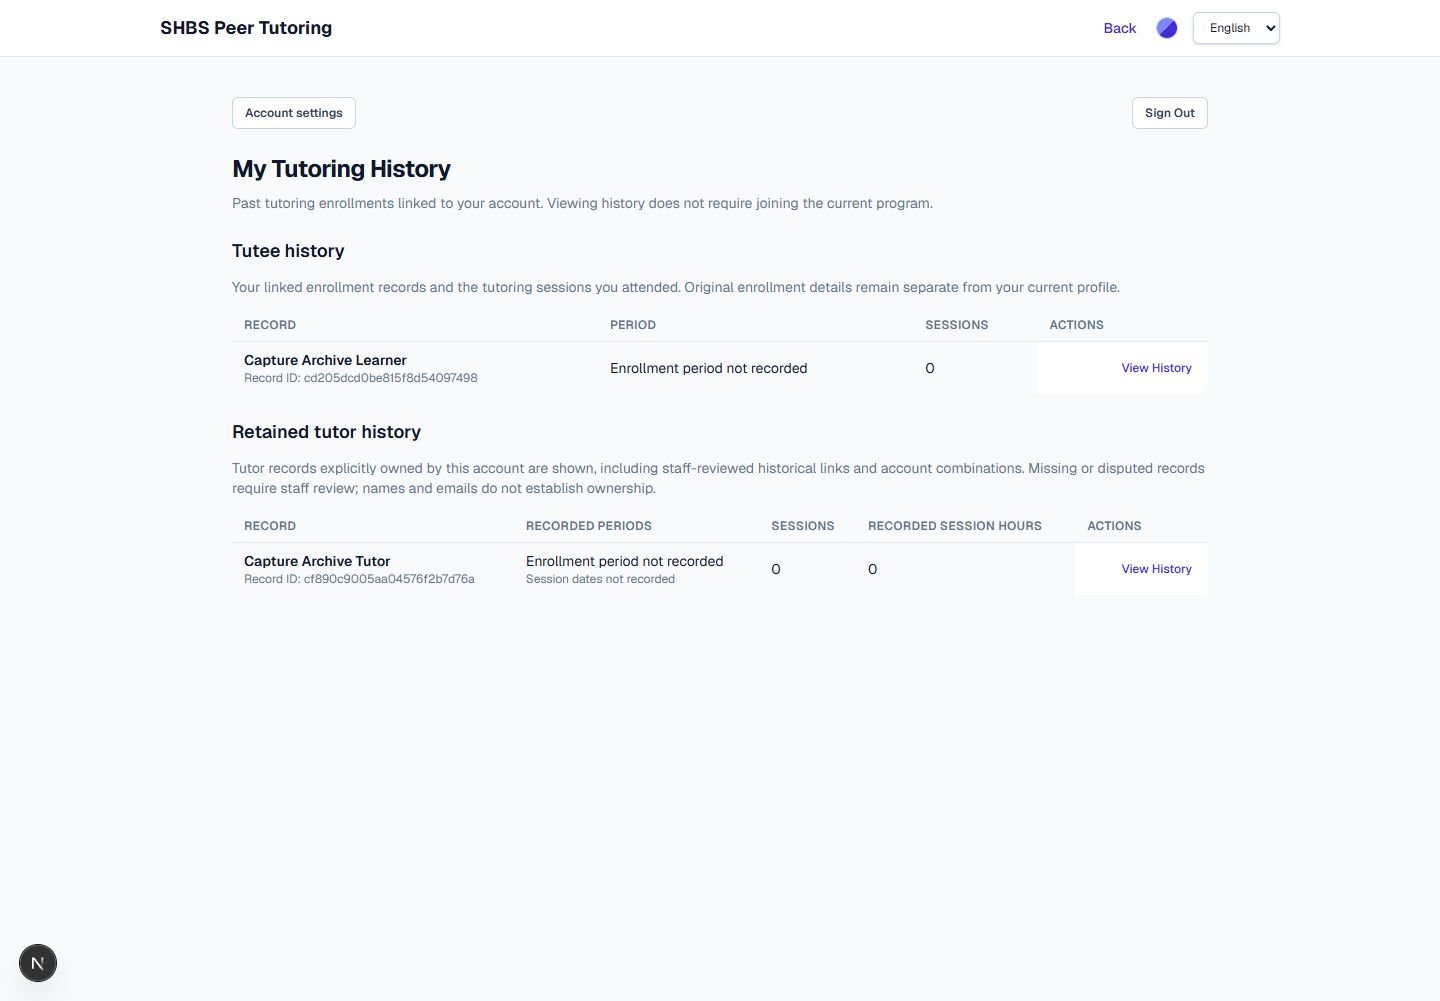 SHBS Peer Tutoring
Back
English
Account settings
Sign Out
My Tutoring History
Past tutoring enrollments linked to your account. Viewing history does not require joining the current program.
Tutee history
Your linked enrollment records and the tutoring sessions you attended. Original enrollment details remain separate from your current profile.
RECORD PERIOD SESSIONS ACTIONS
Capture Archive Learner
Record ID: cd205dcd0be815f8d54097498
Enrollment period not recorded
0
View History
Retained tutor history
Tutor records explicitly owned by this account are shown, including staff-reviewed historical links and account combinations. Missing or disputed records
require staff review; names and emails do not establish ownership.
RECORD RECORDED PERIODS SESSIONS RECORDED SESSION HOURS ACTIONS
Capture Archive Tutor
Record ID: cf890c9005aa04576f2b7d76a
Enrollment period not recorded
Session dates not recorded
0
0
View History
N